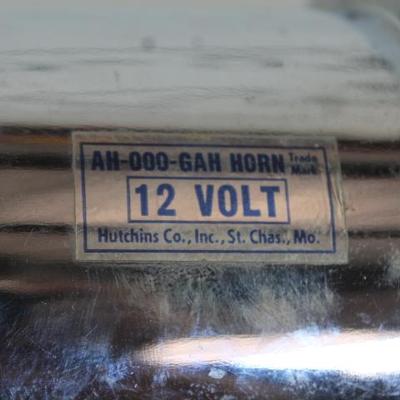 AH-OOO-GAH HORN Trade Mark
12 VOLT
Hutchins Co., Inc., St. Chas., Mo.